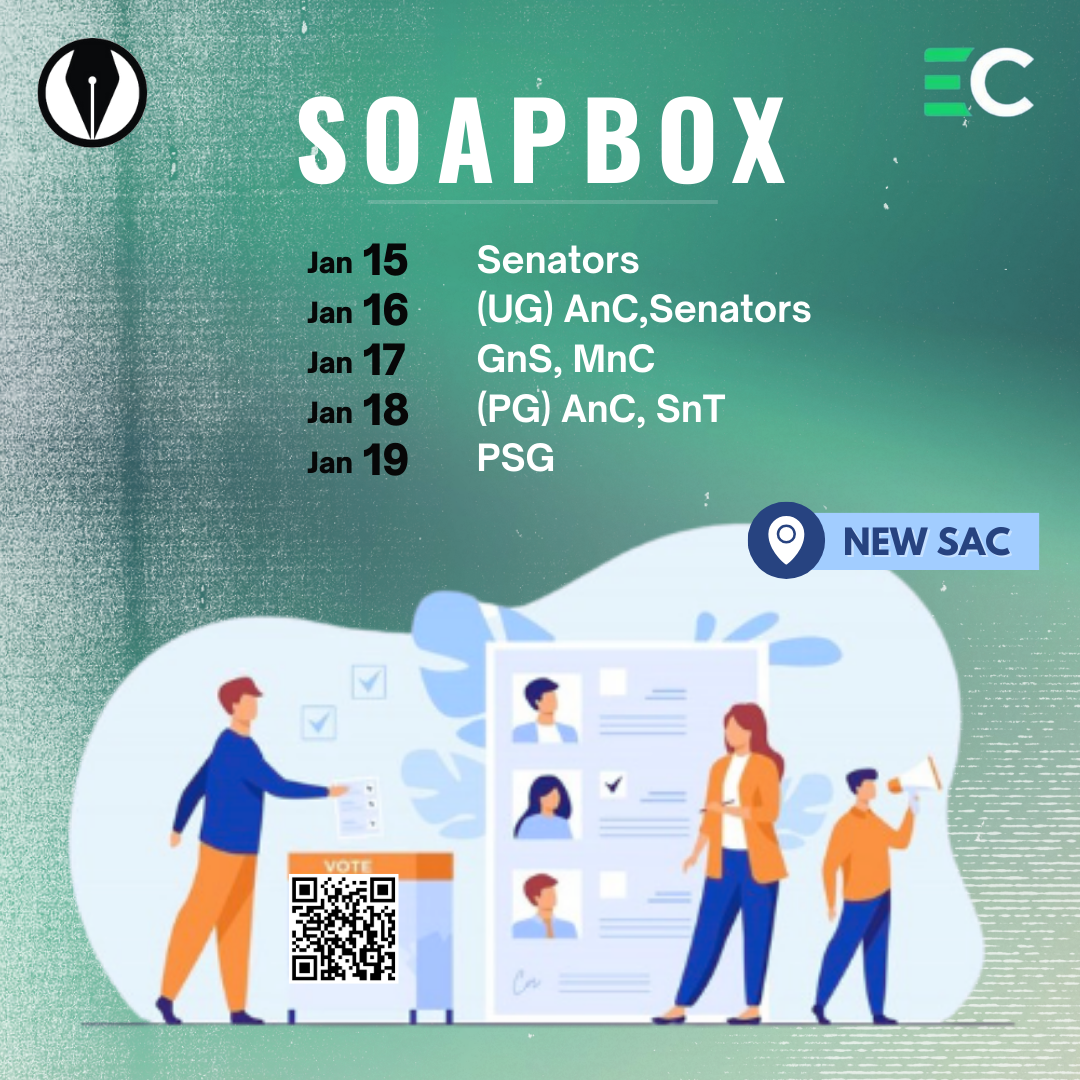 EC
SOAPBOX
Jan 15 Senators
Jan 16 (UG) AnC,Senators
Jan 17 GnS, MnC
Jan 18 (PG) AnC, SnT
Jan 19 PSG
NEW SAC
VOTE